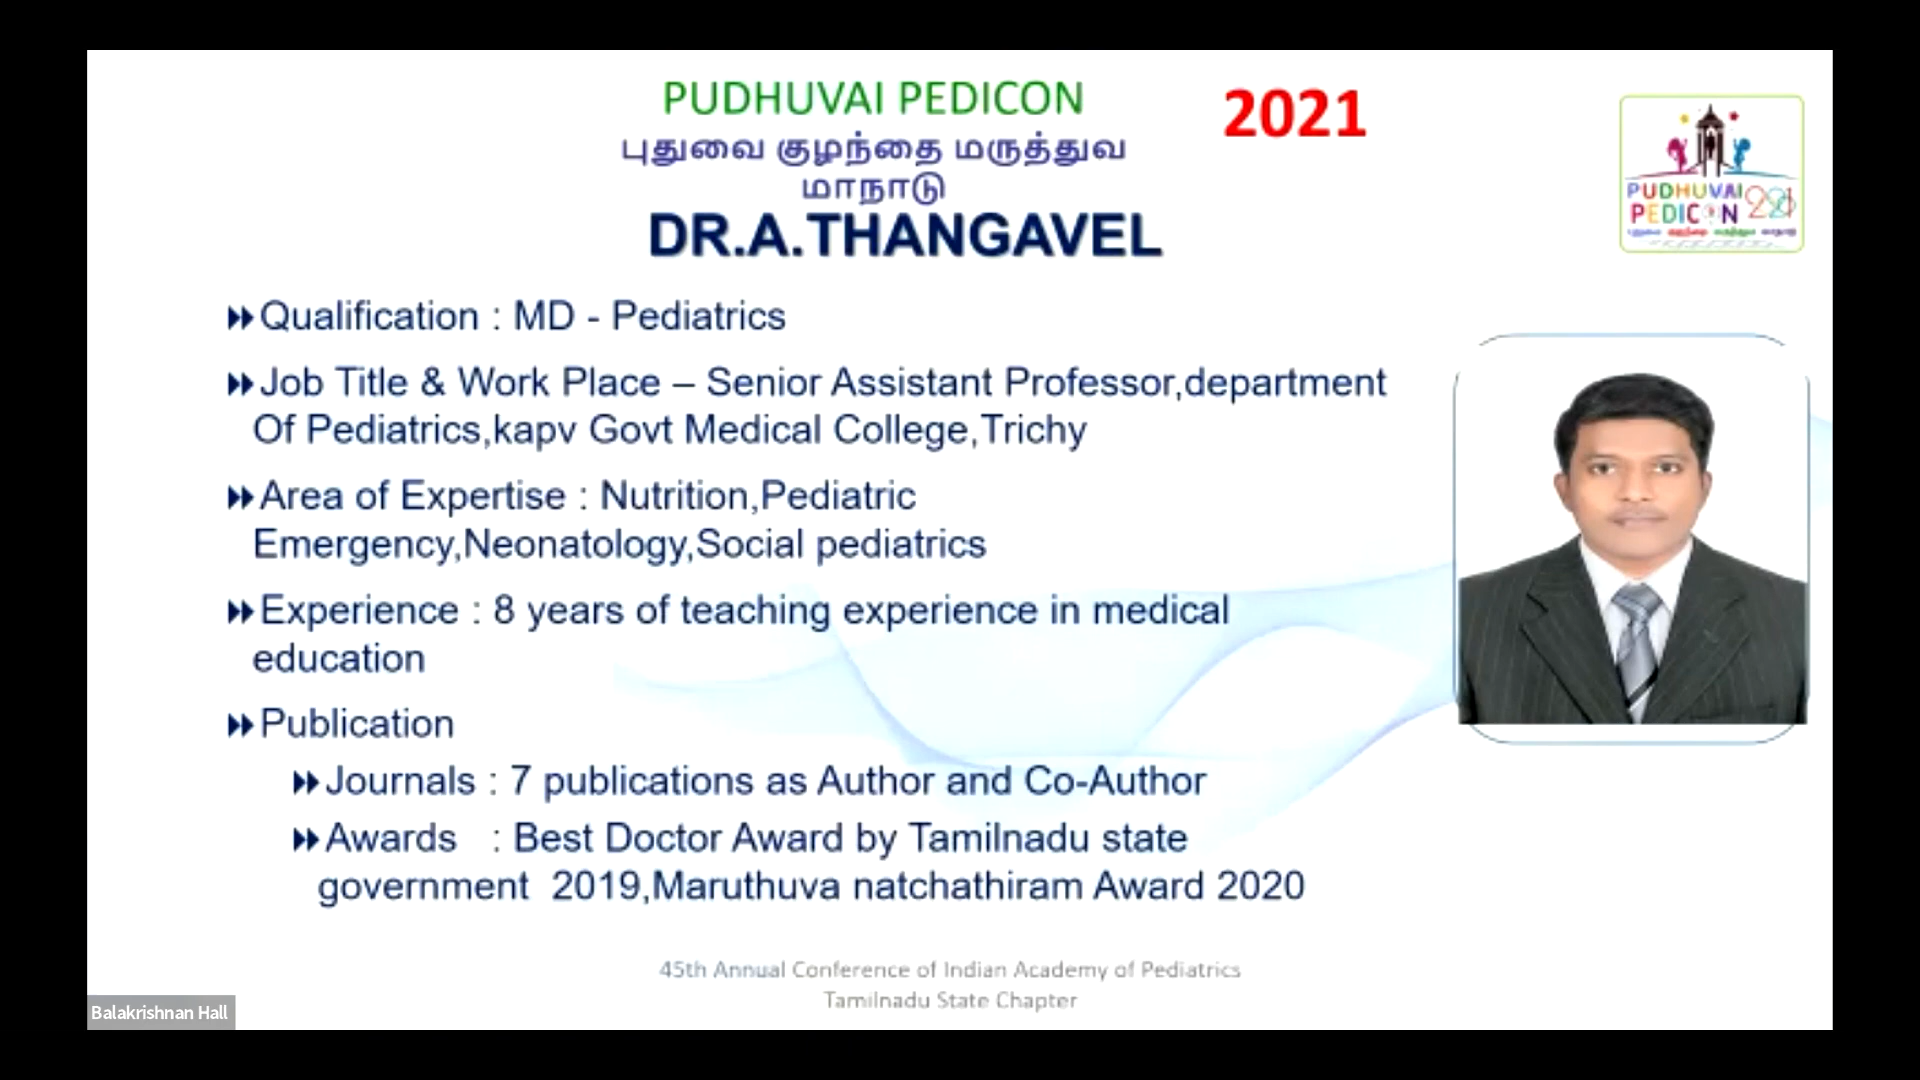 PUDHUVAI PEDICON
2021
புதுவை குழந்தை மருத்துவ
மாநாடு
DR.A.THANGAVEL
PUDHUVAI
PEDICON 2021
Qualification : MD - Pediatrics
Job Title & Work Place – Senior Assistant Professor,department
Of Pediatrics,kapv Govt Medical College,Trichy
Area of Expertise : Nutrition,Pediatric
Emergency,Neonatology,Social pediatrics
Experience : 8 years of teaching experience in medical
education
Publication
Journals : 7 publications as Author and Co-Author
Awards : Best Doctor Award by Tamilnadu state
government 2019,Maruthuva natchathiram Award 2020
45th Annual Conference of Indian Academy of Pediatrics
Tamilnadu State Chapter
Balakrishnan Hall